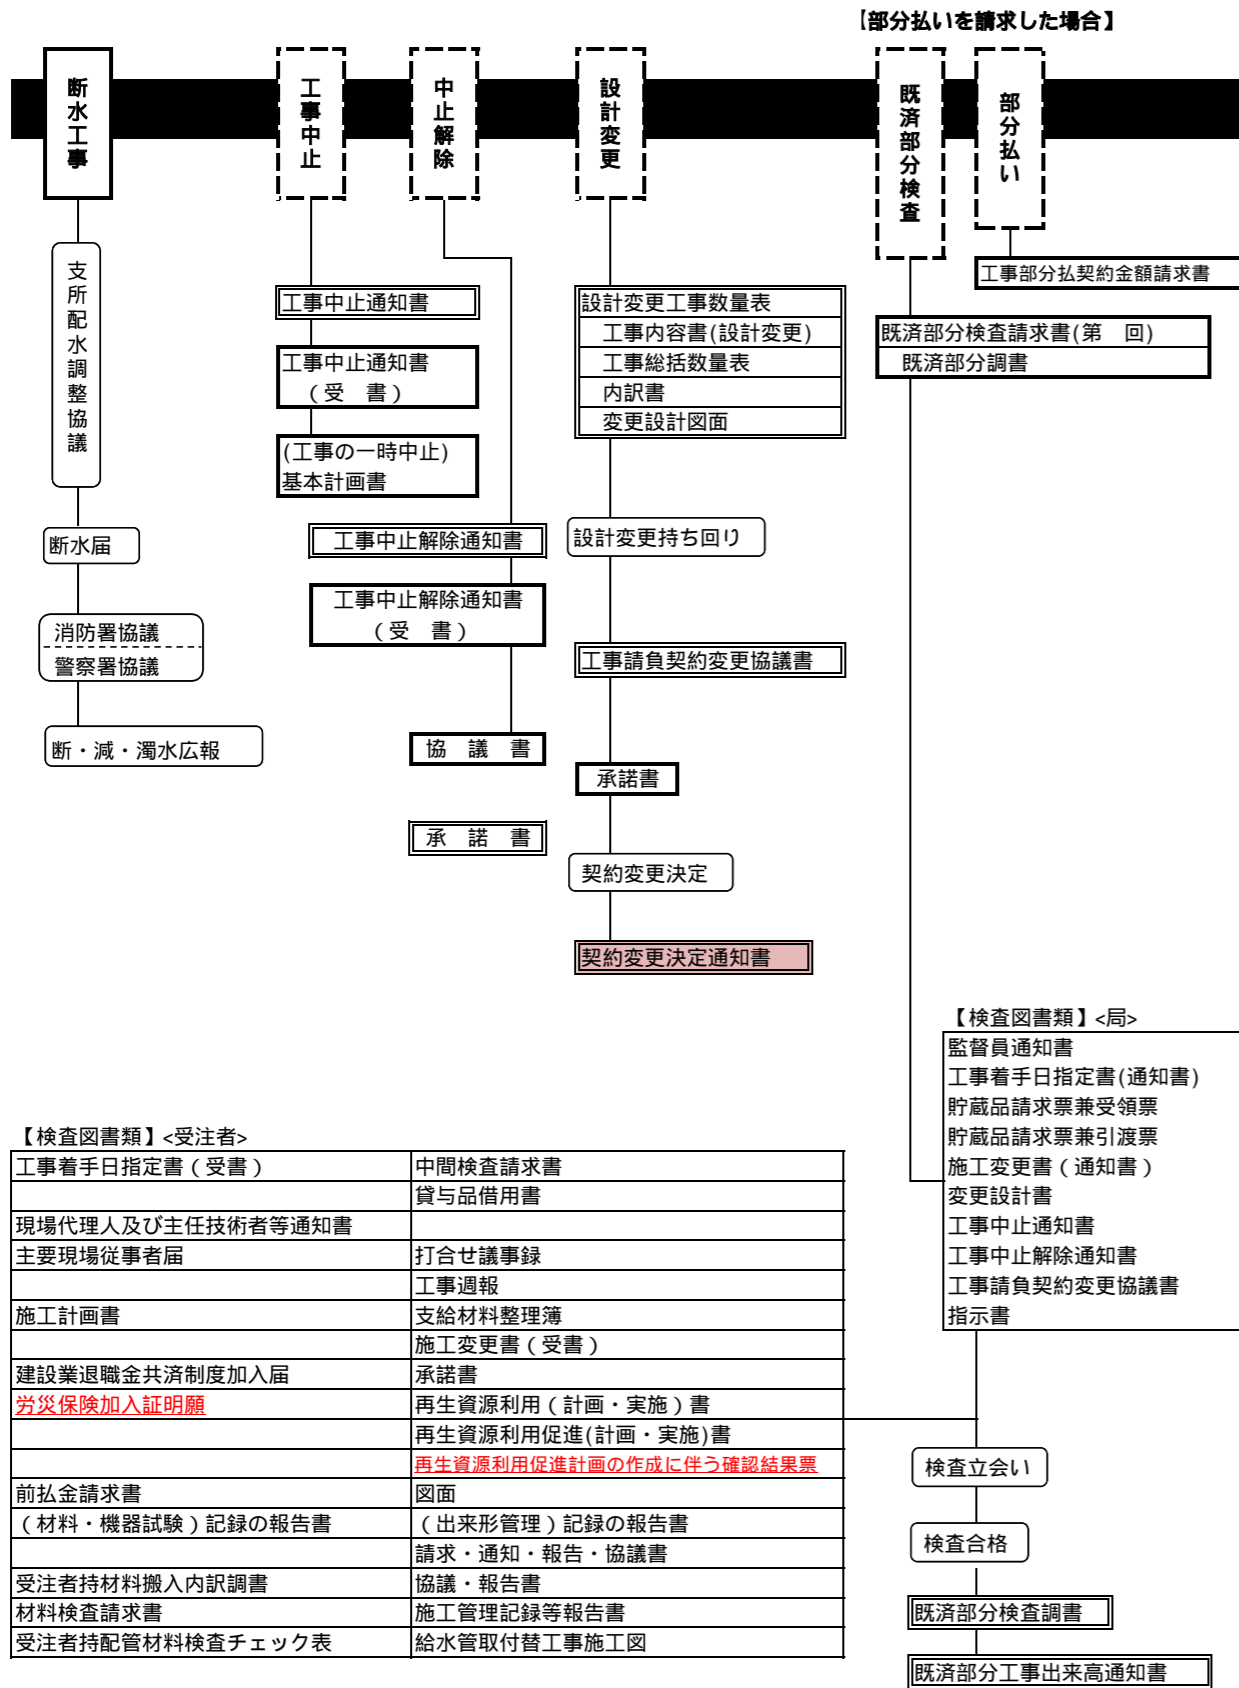 【部分払いを請求した場合】
断水工事
工事中止
中止解除
設計変更
既済部分検査
部分払い
支所配水調整協議
断水届
消防署協議
警察署協議
断・減・濁水広報
工事中止通知書
工事中止通知書
（受　書）
(工事の一時中止)
基本計画書
工事中止解除通知書
工事中止解除通知書
（受　書）
協　議　書
承　諾　書
設計変更工事数量表
工事内容書(設計変更)
工事総括数量表
内訳書
変更設計図面
設計変更持ち回り
工事請負契約変更協議書
承諾書
契約変更決定
契約変更決定通知書
工事部分払契約金額請求書
既済部分検査請求書(第　回)
既済部分調書
【検査図書類】<局>
監督員通知書
工事着手日指定書(通知書)
貯蔵品請求票兼受領票
貯蔵品請求票兼引渡票
施工変更書（通知書）
変更設計書
工事中止通知書
工事中止解除通知書
工事請負契約変更協議書
指示書
【検査図書類】<受注者>
工事着手日指定書（受書）
中間検査請求書
貸与品借用書
現場代理人及び主任技術者等通知書
主要現場従事者届
打合せ議事録
工事週報
施工計画書
支給材料整理簿
施工変更書（受書）
建設業退職金共済制度加入届
承諾書
労災保険加入証明願
再生資源利用（計画・実施）書
再生資源利用促進(計画・実施)書
再生資源利用促進計画の作成に伴う確認結果票
前払金請求書
図面
（材料・機器試験）記録の報告書
（出来形管理）記録の報告書
請求・通知・報告・協議書
受注者持材料搬入内訳調書
協議・報告書
材料検査請求書
施工管理記録等報告書
受注者持配管材料検査チェック表
給水管取付替工事施工図
検査立会い
検査合格
既済部分検査調書
既済部分工事出来高通知書